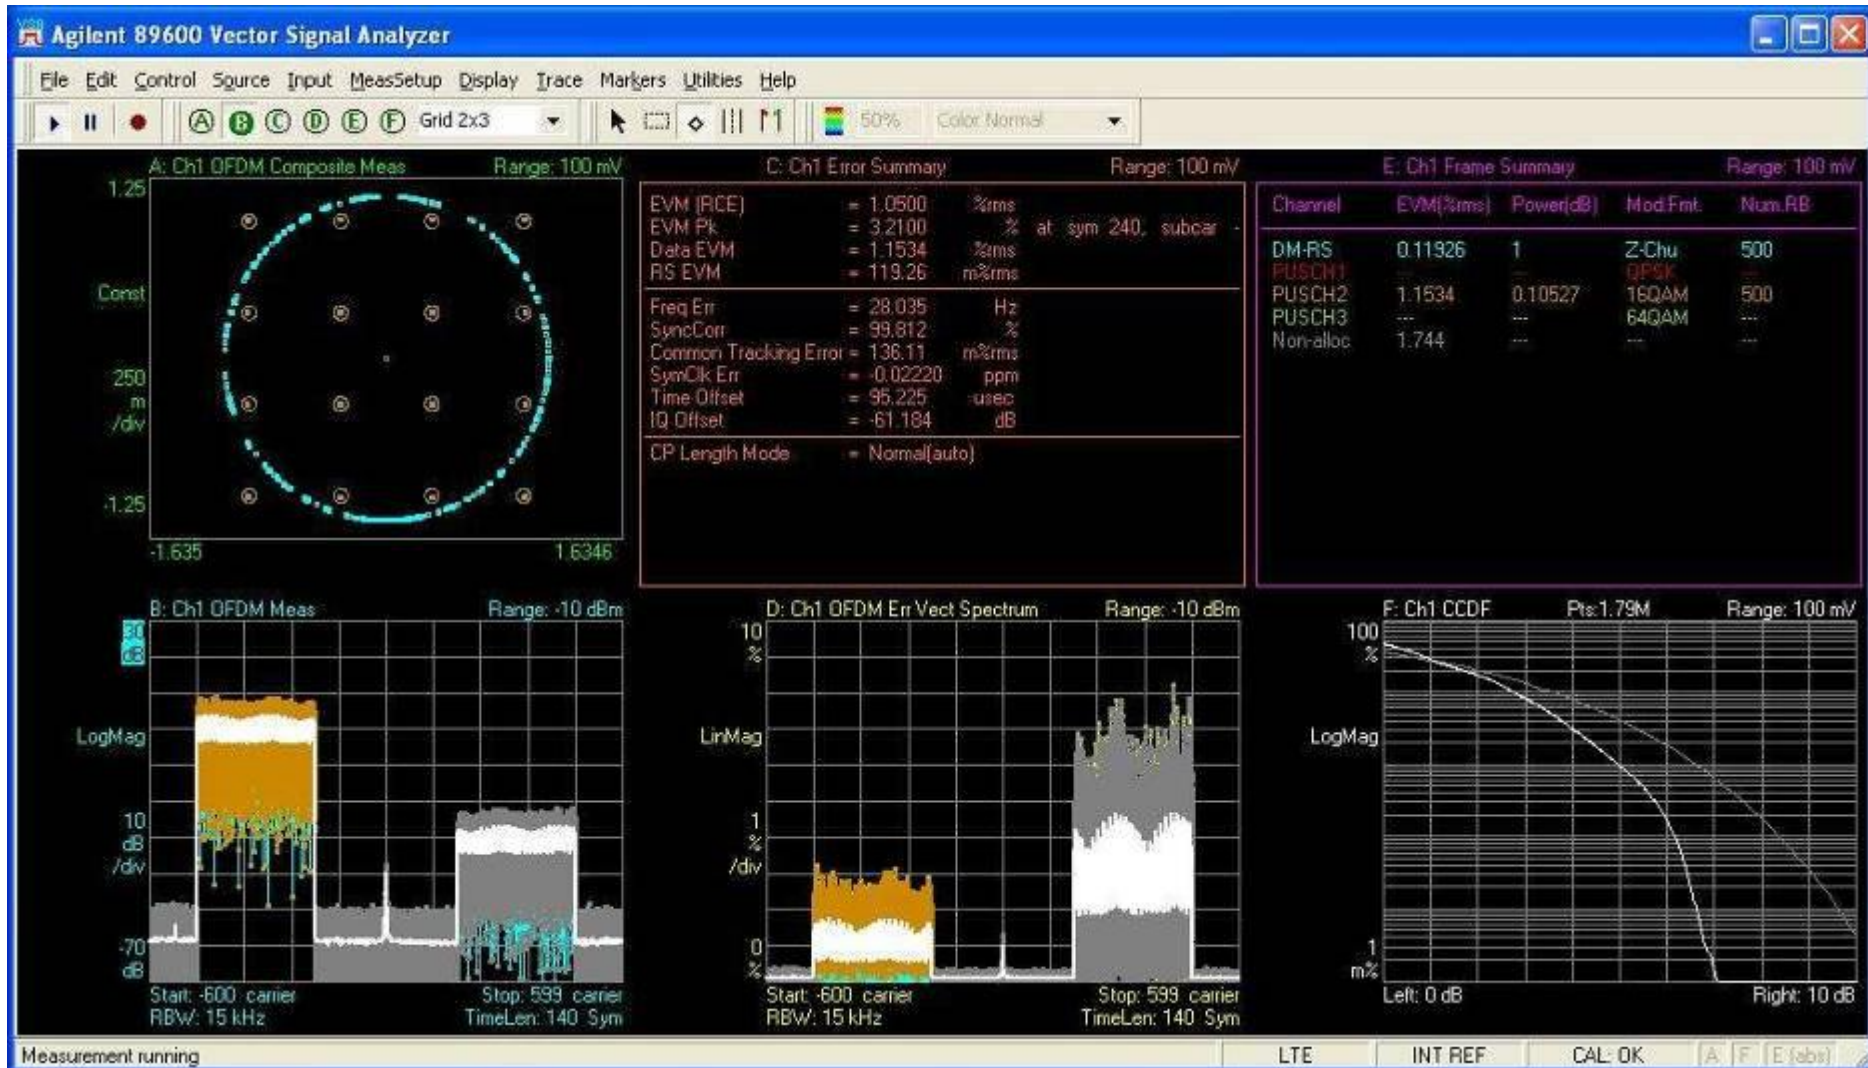 Agilent 89600 Vector Signal Analyzer
File Edit Control Source Input MeasSetup Display Trace Markers Utilities Help
A B C D E F Grid 2x3 50% Color Normal
A: Ch1 OFDM Composite Meas Range: 100 mV
1.25
Const
250
m
/div
-1.25
-1.635 1.6346
C: Ch1 Error Summary Range: 100 mV
EVM (RCE) = 1.0500 %rms
EVM Pk = 3.2100 % at sym 240, subcar -
Data EVM = 1.1534 %rms
RS EVM = 119.26 m%rms
Freq Err = 28.035 Hz
SyncCorr = 99.812 %
Common Tracking Error = 136.11 m%rms
SymClk Err = -0.02220 ppm
Time Offset = 95.225 usec
IQ Offset = -61.184 dB
CP Length Mode = Normal(auto)
E: Ch1 Frame Summary Range: 100 mV
Channel EVM(%rms) Power(dB) Mod.Fmt. Num.RB
DM-RS 0.11926 1 Z-Chu 500
PUSCH1 --- --- QPSK ---
PUSCH2 1.1534 0.10527 16QAM 500
PUSCH3 --- --- 64QAM ---
Non-alloc 1.744 --- --- ---
B: Ch1 OFDM Meas Range: -10 dBm
30
dB
LogMag
10
dB
/div
-70
dB
Start: -600 carrier Stop: 599 carrier
RBW: 15 kHz TimeLen: 140 Sym
D: Ch1 OFDM Err Vect Spectrum Range: -10 dBm
10
%
LinMag
1
%
/div
0
%
Start: -600 carrier Stop: 599 carrier
RBW: 15 kHz TimeLen: 140 Sym
F: Ch1 CCDF Pts:1.79M Range: 100 mV
100
%
LogMag
1
m%
Left: 0 dB Right: 10 dB
Measurement running LTE INT REF CAL: OK A F E (abs)